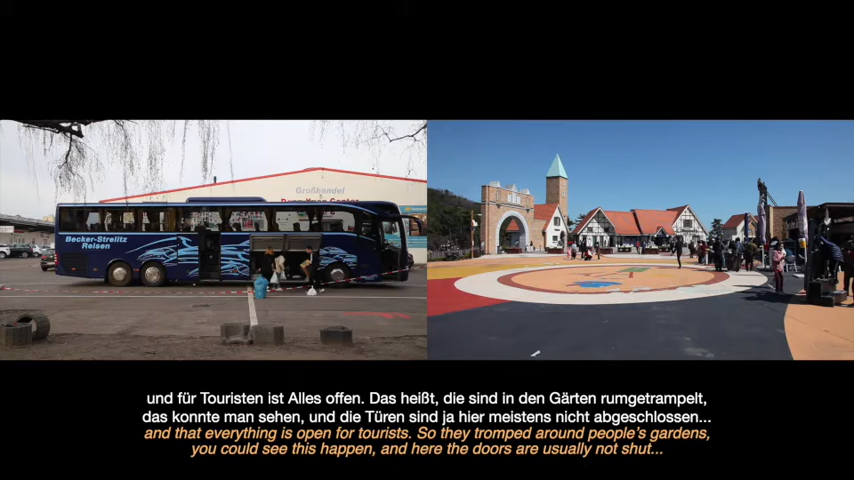 Großhandel
Becker-Strelitz
Reisen
und für Touristen ist Alles offen. Das heißt, die sind in den Gärten rumgetrampelt,
das konnte man sehen, und die Türen sind ja hier meistens nicht abgeschlossen...
and that everything is open for tourists. So they tromped around people's gardens,
you could see this happen, and here the doors are usually not shut...